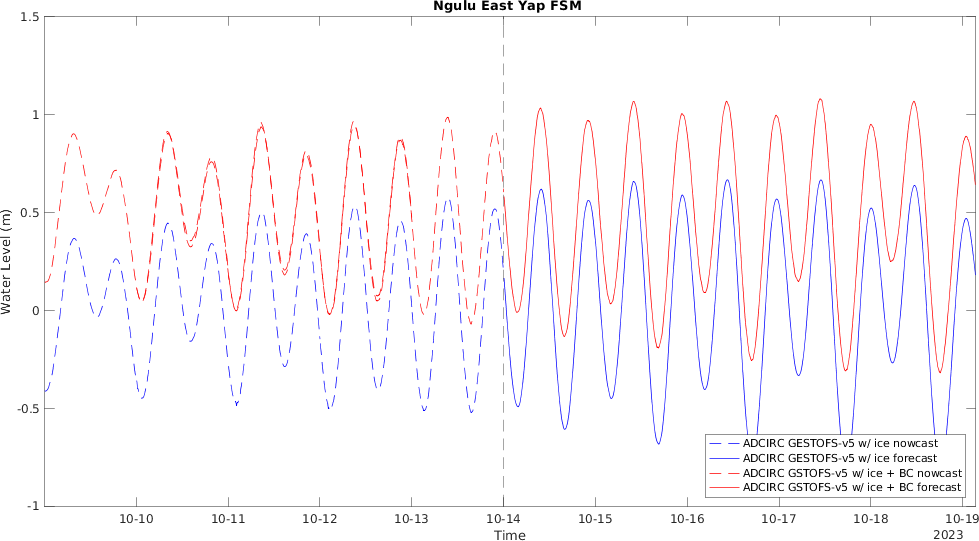 Ngulu East Yap FSM
1.5
1
0.5
0
-0.5
-1
Water Level (m)
ADCIRC GESTOFS-v5 w/ ice nowcast
ADCIRC GESTOFS-v5 w/ ice forecast
ADCIRC GSTOFS-v5 w/ ice + BC nowcast
ADCIRC GSTOFS-v5 w/ ice + BC forecast
10-10 10-11 10-12 10-13 10-14 10-15 10-16 10-17 10-18 10-19
Time
2023